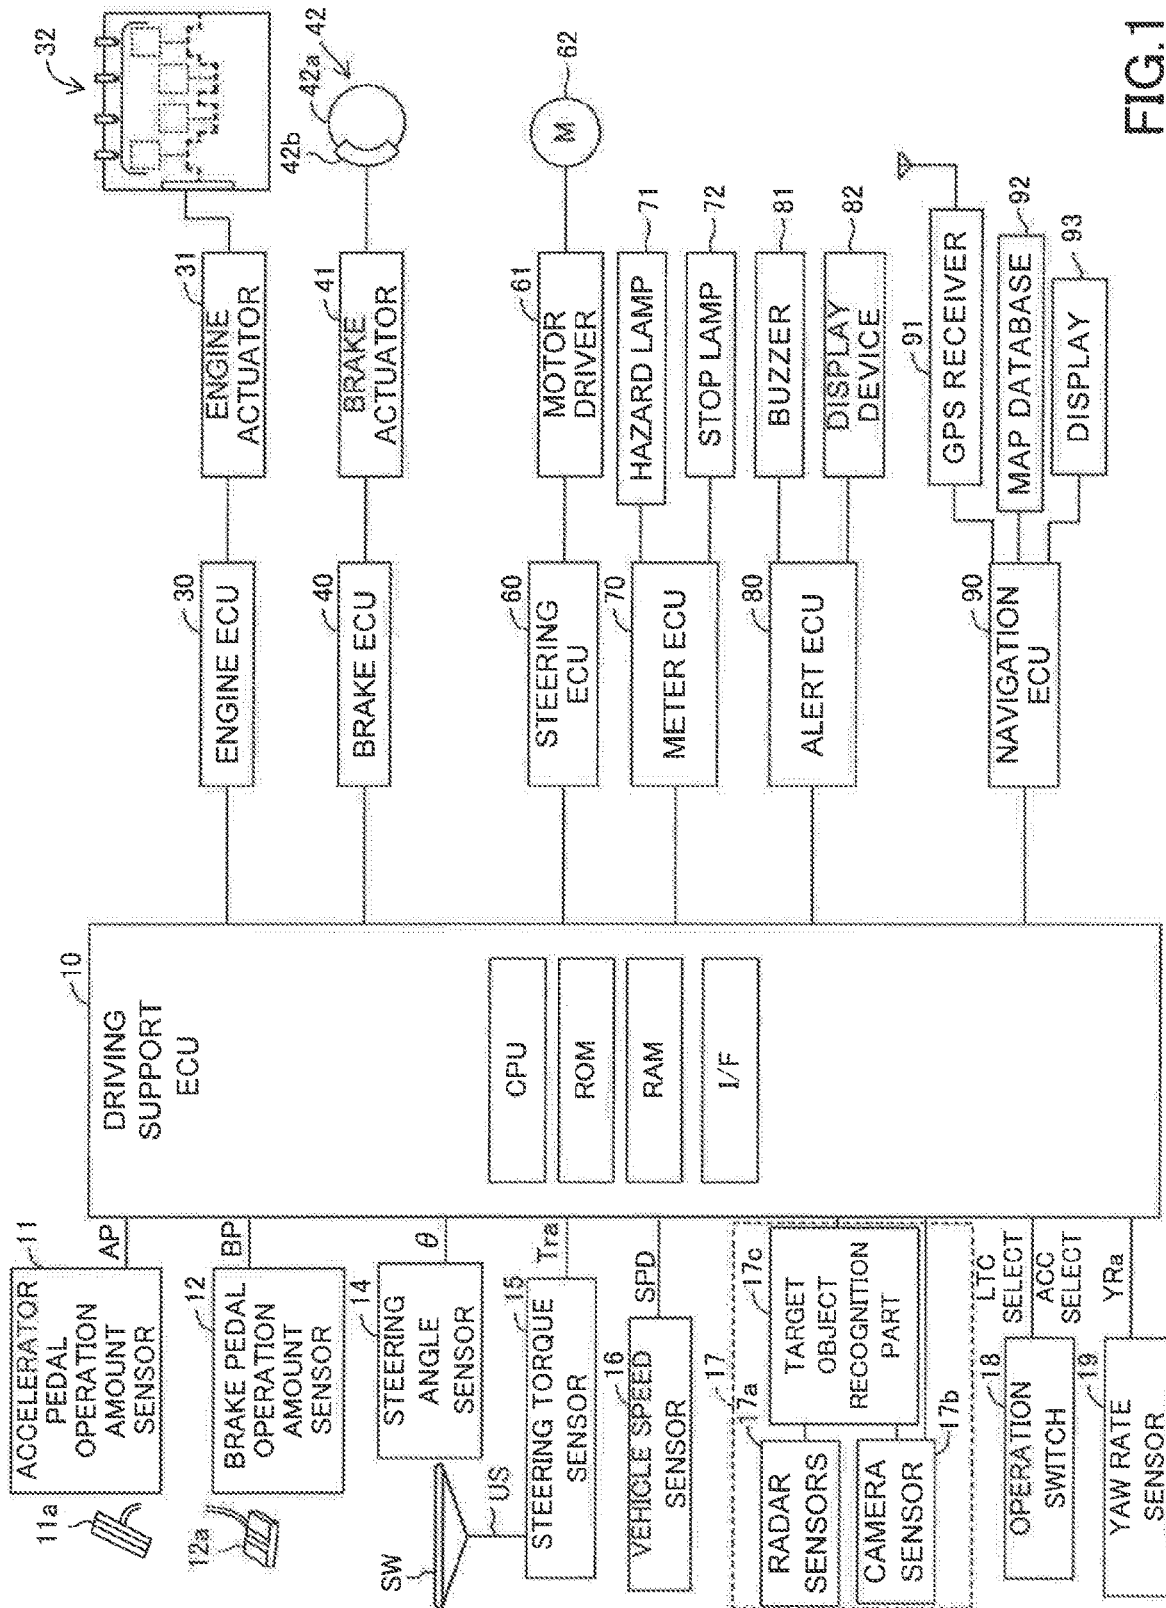 ACCELERATOR
PEDAL
OPERATION
AMOUNT
SENSOR
11
11a
AP
BRAKE PEDAL
OPERATION
AMOUNT
SENSOR
12
12a
BP
STEERING
ANGLE
SENSOR
14
θ
SW
US
STEERING TORQUE
SENSOR
15
Tra
VEHICLE SPEED
SENSOR
16
SPD
17
17a
RADAR
SENSORS
CAMERA
SENSOR
17b
17c
TARGET
OBJECT
RECOGNITION
PART
OPERATION
SWITCH
18
LTC
SELECT
ACC
SELECT
YAW RATE
SENSOR
19
YRa
10
DRIVING
SUPPORT
ECU
CPU
ROM
RAM
I/F
30
ENGINE ECU
31
ENGINE
ACTUATOR
32
40
BRAKE ECU
41
BRAKE
ACTUATOR
42b
42a
42
60
STEERING
ECU
61
MOTOR
DRIVER
M
62
70
METER ECU
HAZARD LAMP
71
STOP LAMP
72
80
ALERT ECU
BUZZER
81
DISPLAY
DEVICE
82
90
NAVIGATION
ECU
91
GPS RECEIVER
MAP DATABASE
92
DISPLAY
93
FIG.1